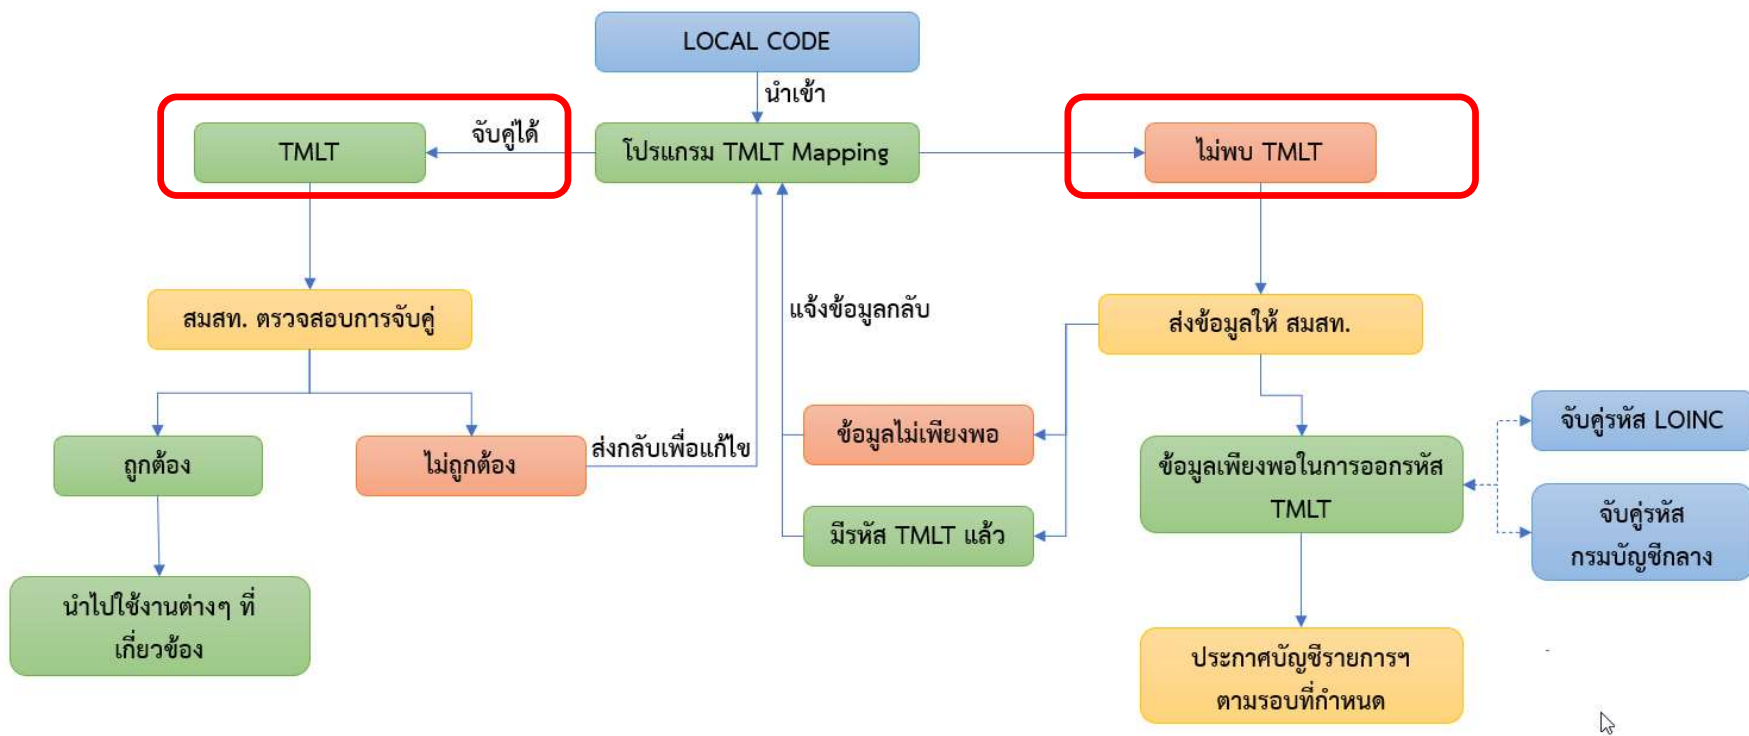 LOCAL CODE
นำเข้า
จับคู่ได้
TMLT
โปรแกรม TMLT Mapping
ไม่พบ TMLT
สมสท. ตรวจสอบการจับคู่
แจ้งข้อมูลกลับ
ส่งข้อมูลให้ สมสท.
ถูกต้อง
ไม่ถูกต้อง
ส่งกลับเพื่อแก้ไข
ข้อมูลไม่เพียงพอ
มีรหัส TMLT แล้ว
ข้อมูลเพียงพอในการออกรหัส
TMLT
จับคู่รหัส LOINC
จับคู่รหัส
กรมบัญชีกลาง
นำไปใช้งานต่างๆ ที่
เกี่ยวข้อง
ประกาศบัญชีรายการฯ
ตามรอบที่กำหนด